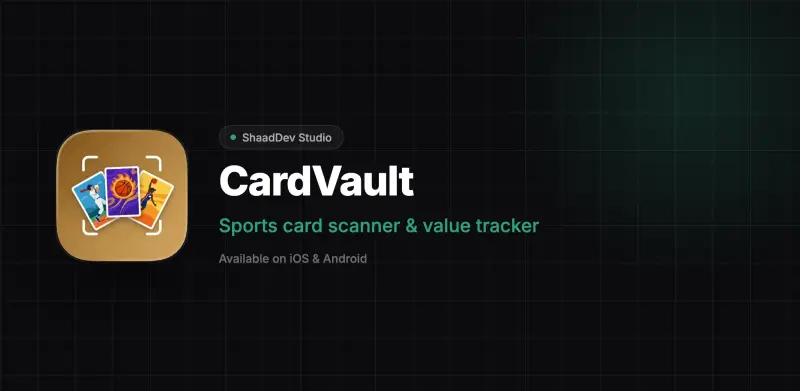 ShaadDev Studio
CardVault
Sports card scanner & value tracker
Available on iOS & Android